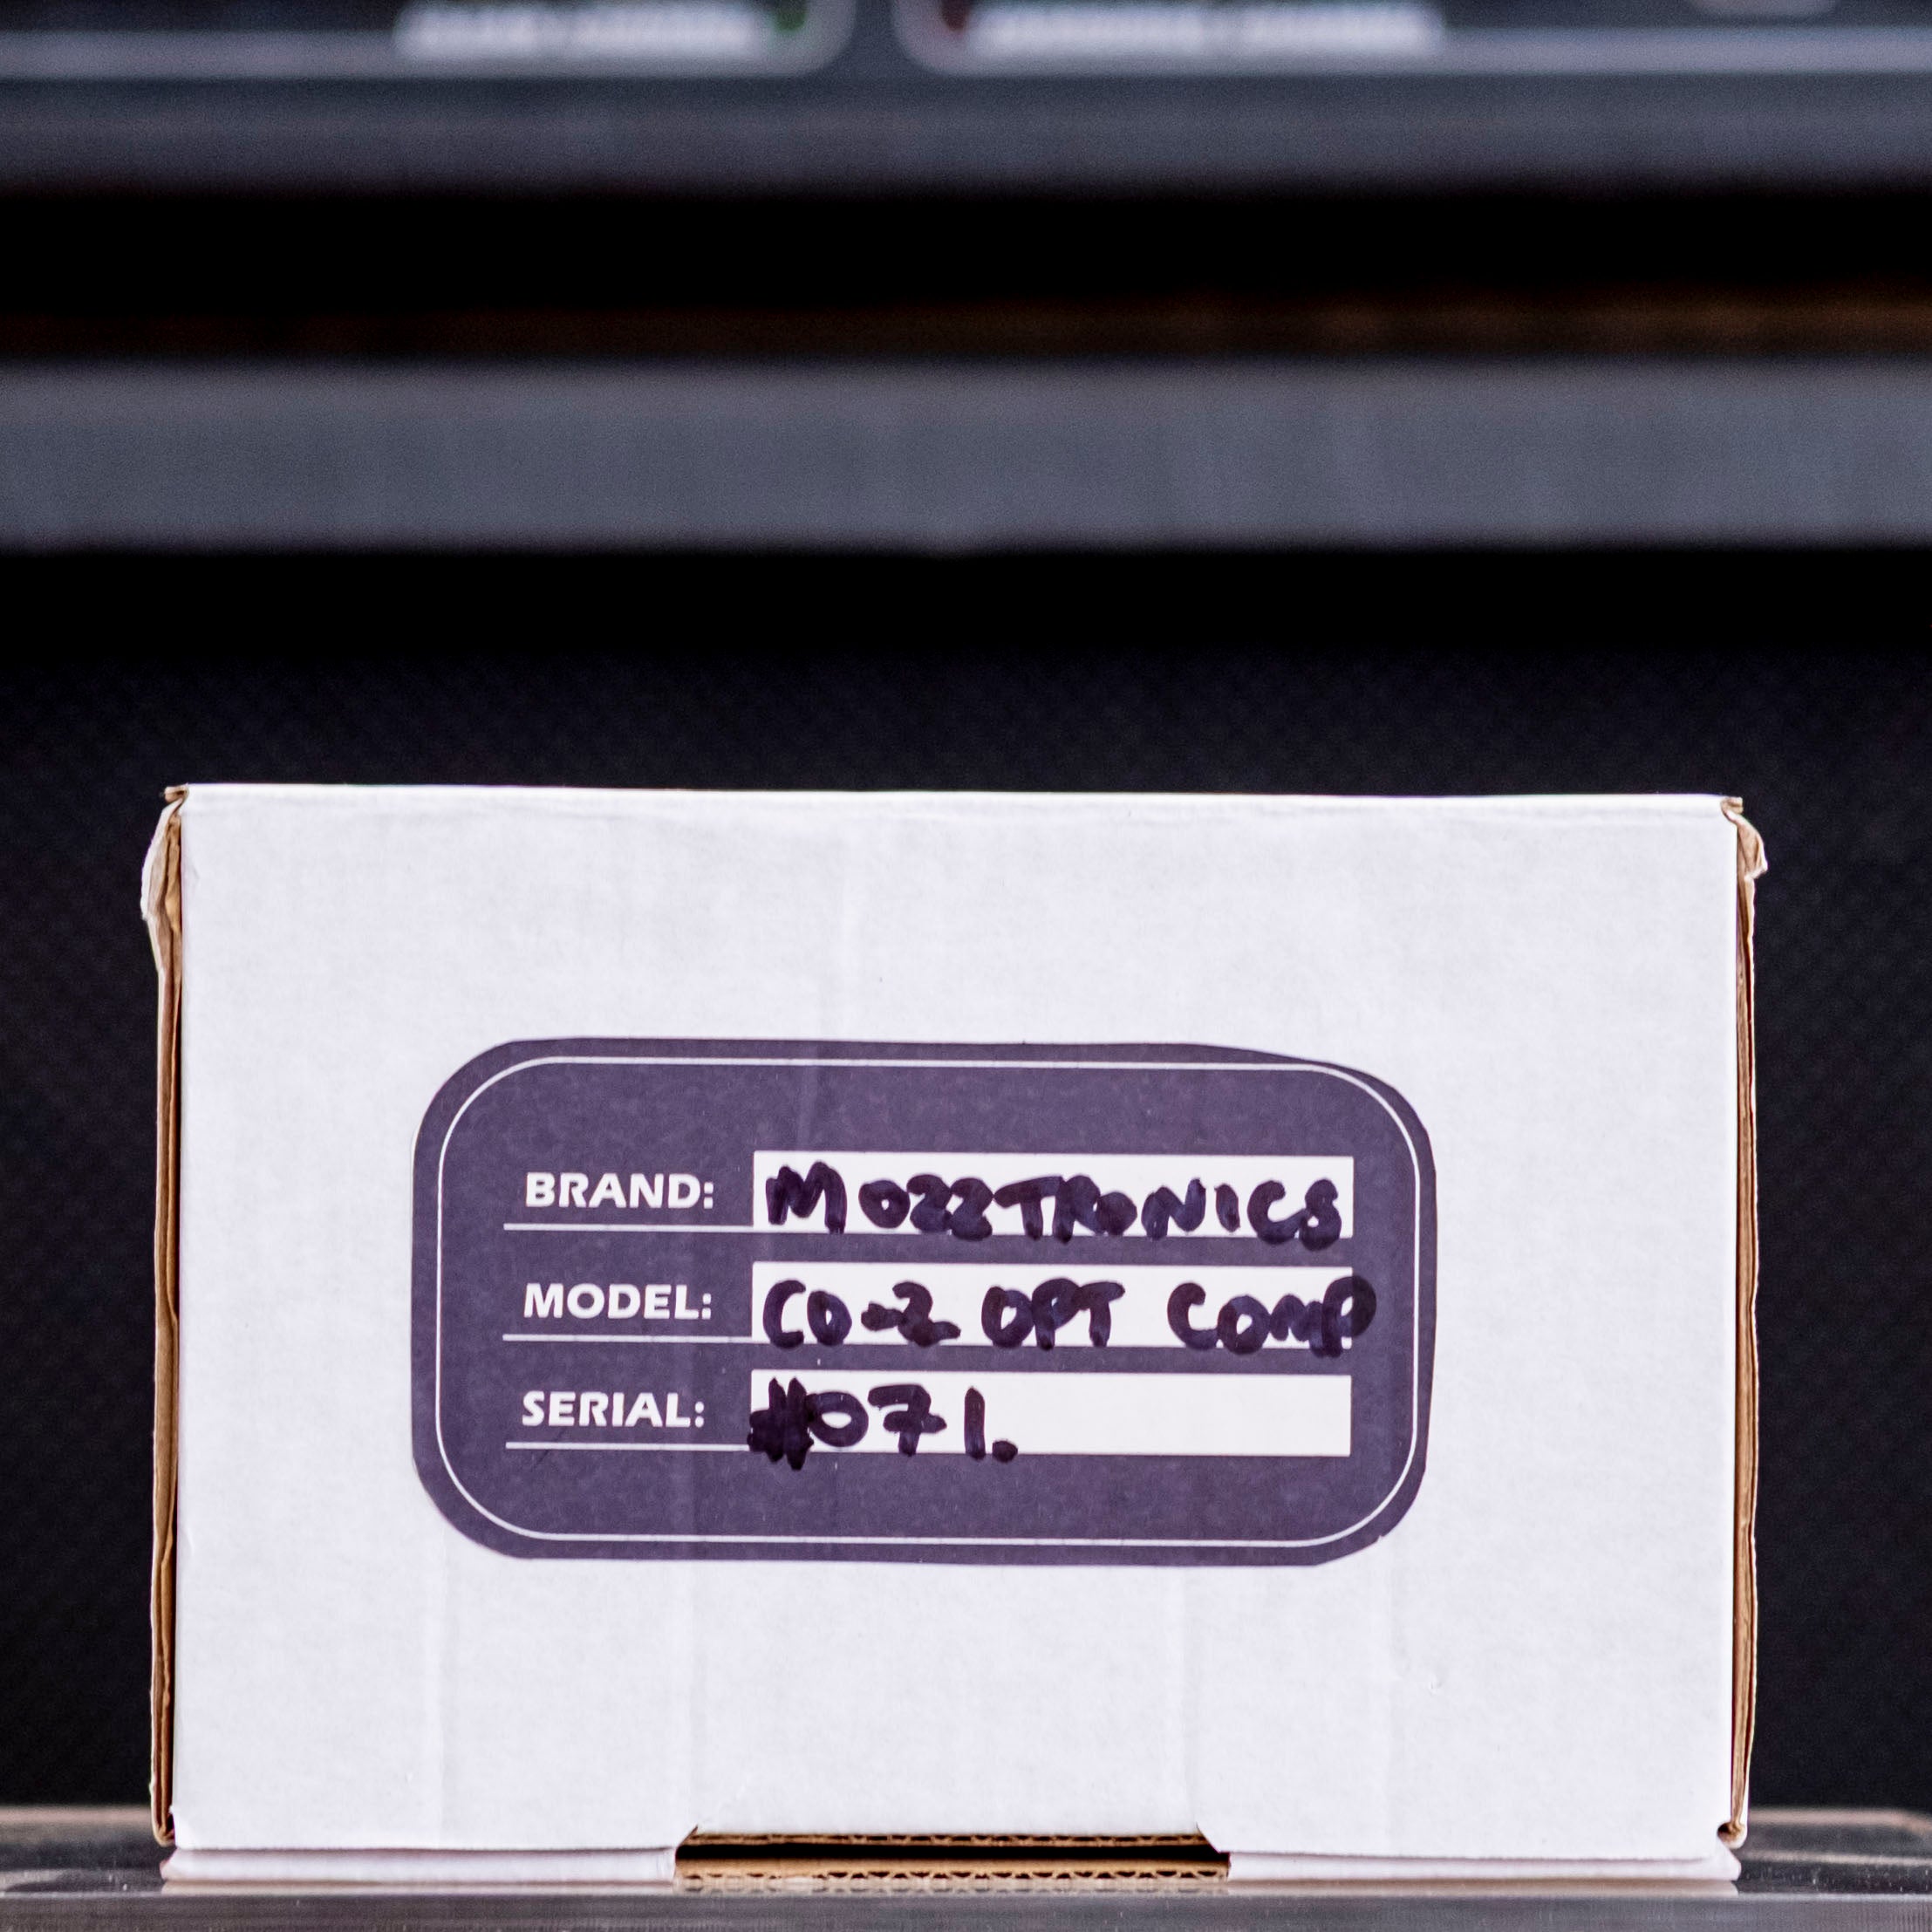 BRAND: MOZZTRONICS
MODEL: CO-2 OPT COMP
SERIAL: #071.